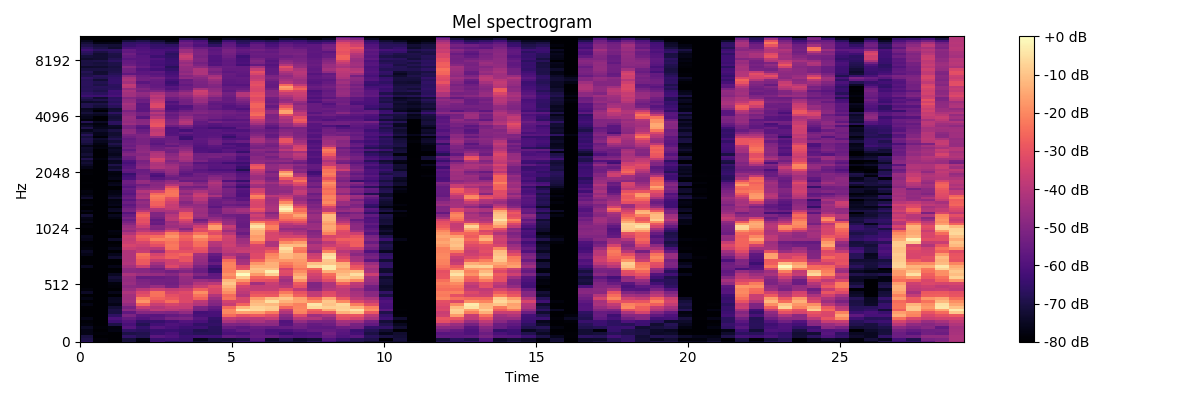 Mel spectrogram
Hz
8192
4096
2048
1024
512
0
0 5 10 15 20 25
Time
+0 dB
-10 dB
-20 dB
-30 dB
-40 dB
-50 dB
-60 dB
-70 dB
-80 dB